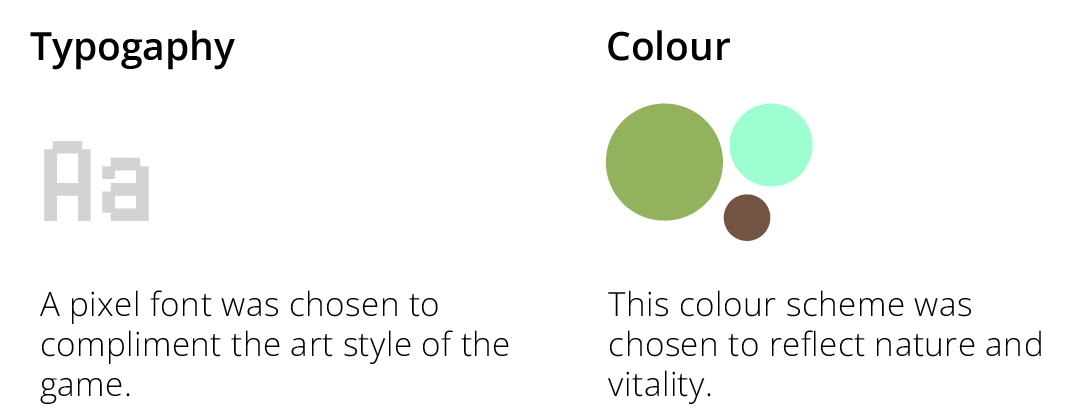 Typogaphy
Aa
A pixel font was chosen to
compliment the art style of the
game.
Colour
This colour scheme was
chosen to reflect nature and
vitality.